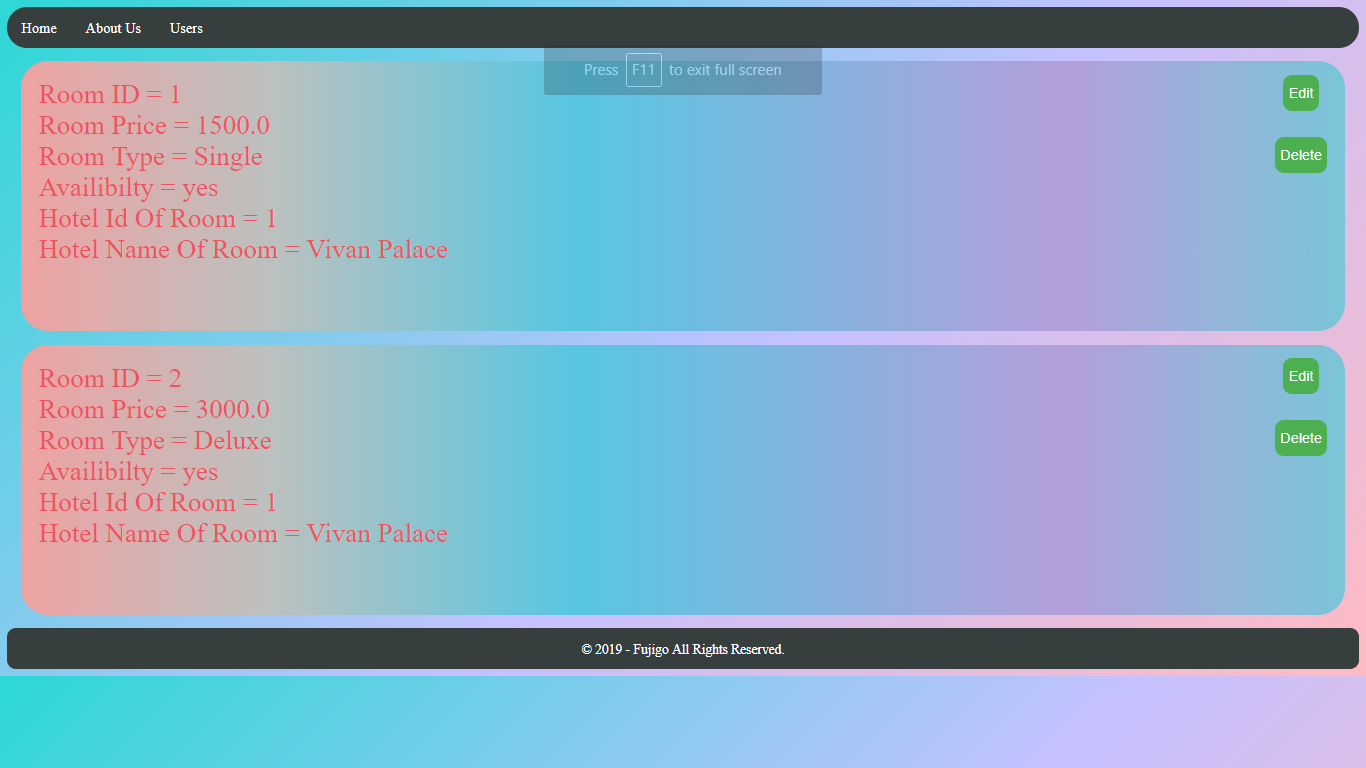 Home About Us Users
Press F11 to exit full screen
Room ID = 1
Room Price = 1500.0
Room Type = Single
Availibilty = yes
Hotel Id Of Room = 1
Hotel Name Of Room = Vivan Palace
Edit
Delete
Room ID = 2
Room Price = 3000.0
Room Type = Deluxe
Availibilty = yes
Hotel Id Of Room = 1
Hotel Name Of Room = Vivan Palace
Edit
Delete
© 2019 - Fujigo All Rights Reserved.